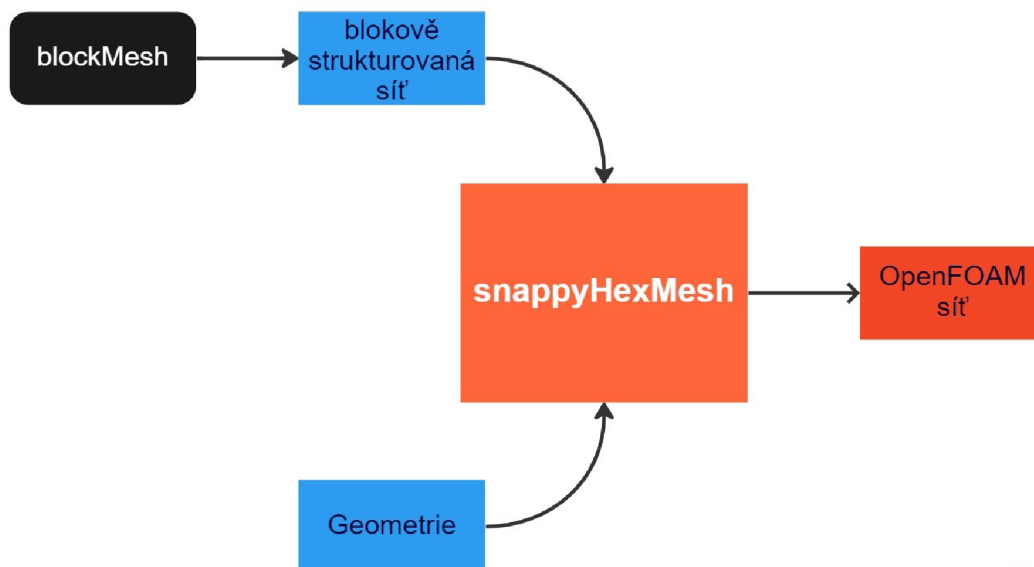 blockMesh
blokově
strukturovaná
síť
snappyHexMesh
OpenFOAM
síť
Geometrie